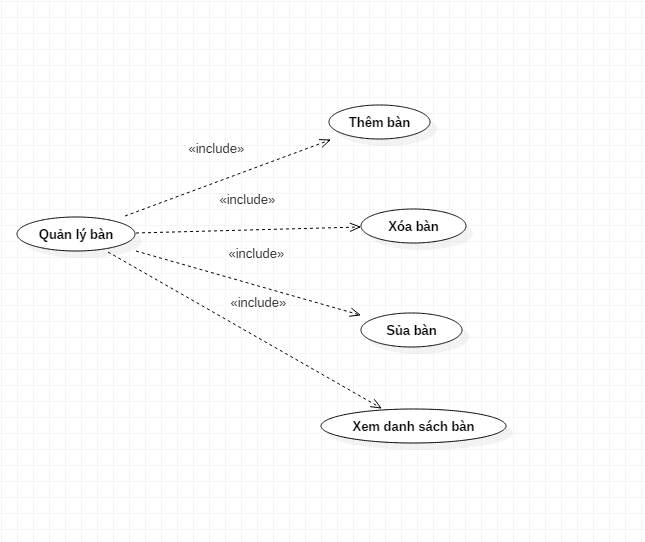 Thêm bàn
«include»
«include»
Xóa bàn
Quản lý bàn
«include»
«include»
Sủa bàn
Xem danh sách bàn